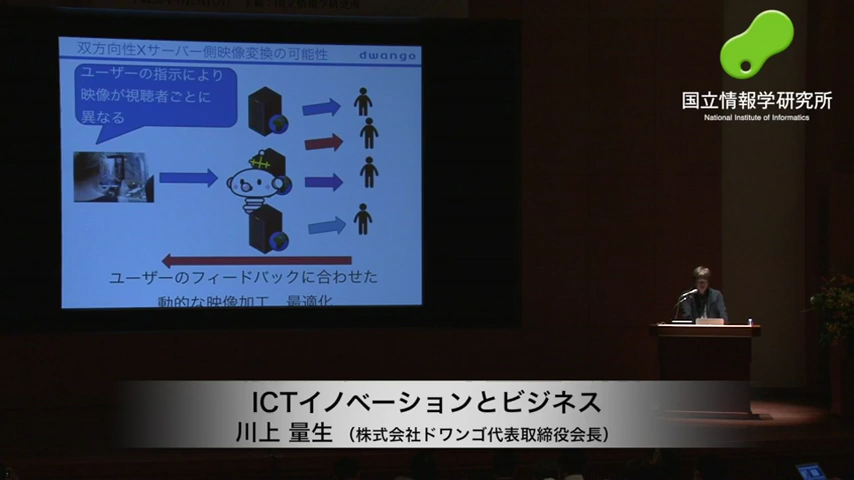 双方向性Xサーバー側映像変換の可能性
dwango
ユーザーの指示により
映像が視聴者ごとに
異なる
ユーザーのフィードバックに合わせた
動的な映像加工、最適化
国立情報学研究所
National Institute of Informatics
ICTイノベーションとビジネス
川上 量生（株式会社ドワンゴ代表取締役会長）